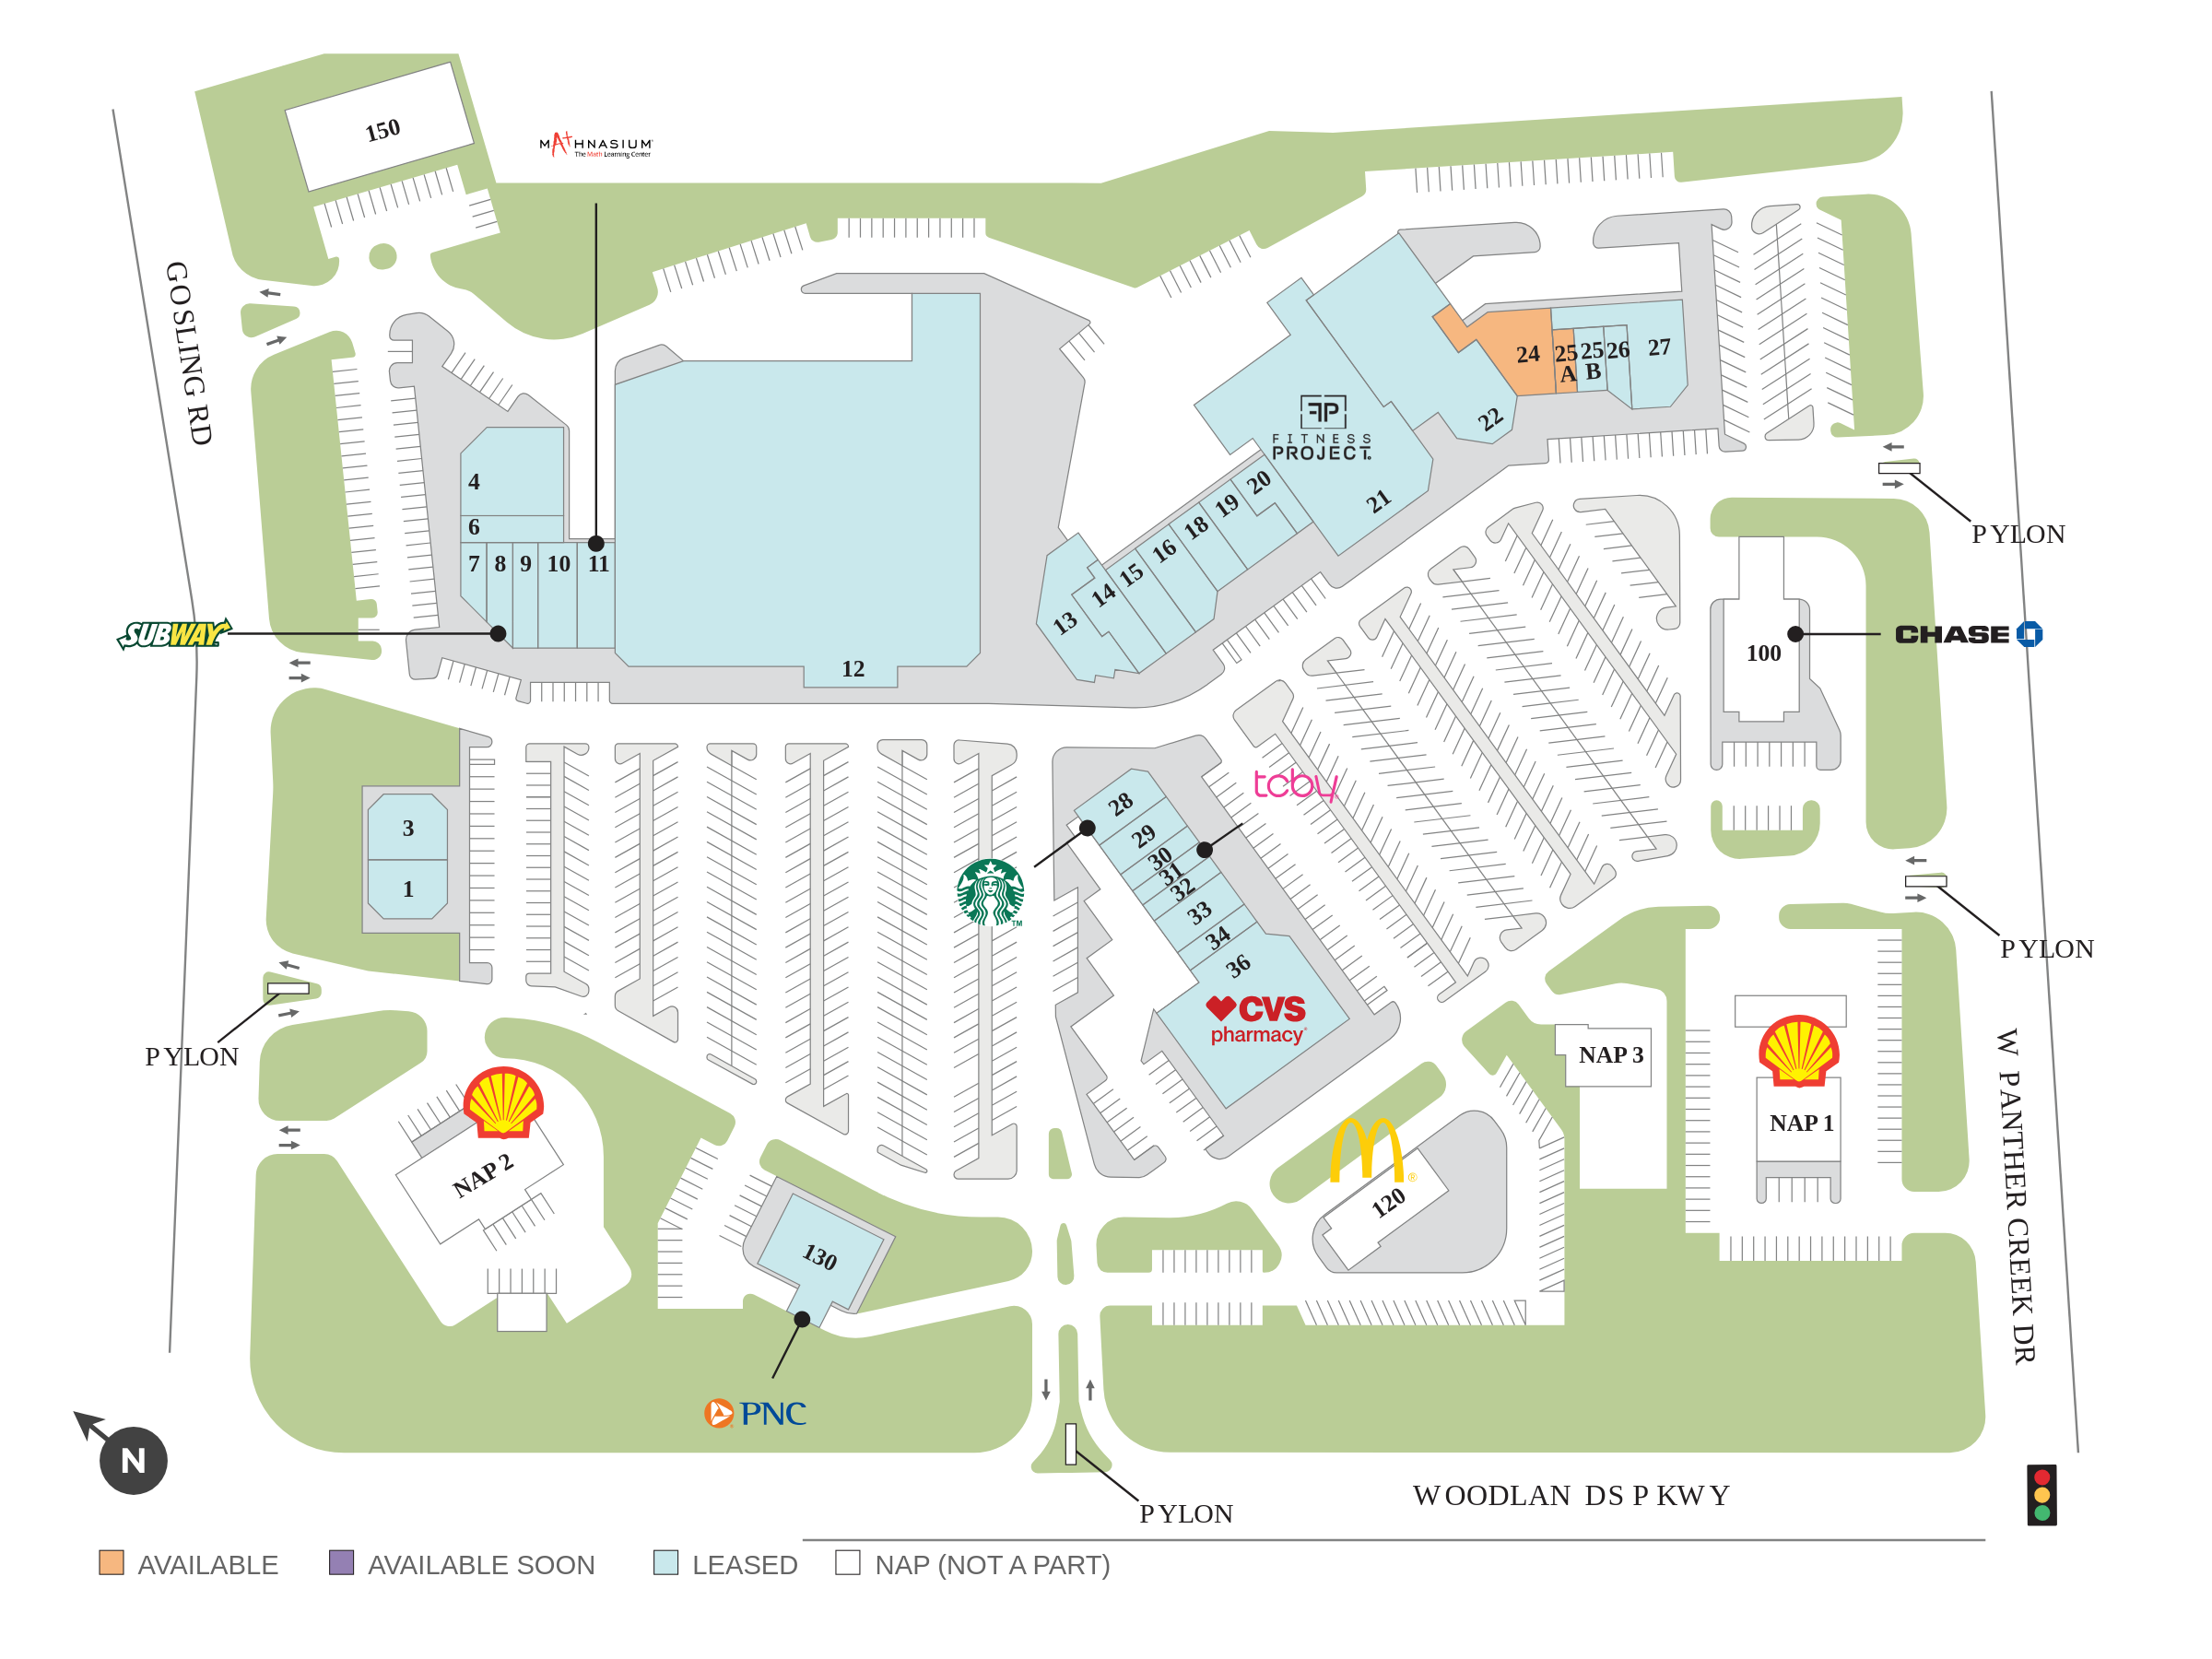 150
MATHNASIUM
The Math Learning Center
GOSLING RD
24
25
A
25
B
26
27
22
FP
FITNESS
PROJECT.
21
20
19
18
16
15
14
13
4
6
7
8
9
10
11
12
SUBWAY
PYLON
100
CHASE
3
1
28
29
30
31
32
33
34
36
tcby
TM
CVS
pharmacy®
PYLON
PYLON
NAP 3
NAP 1
NAP 2
W PANTHER CREEK DR
®
120
130
PNC
N
PYLON
WOODLANDS PKWY
AVAILABLE
AVAILABLE SOON
LEASED
NAP (NOT A PART)